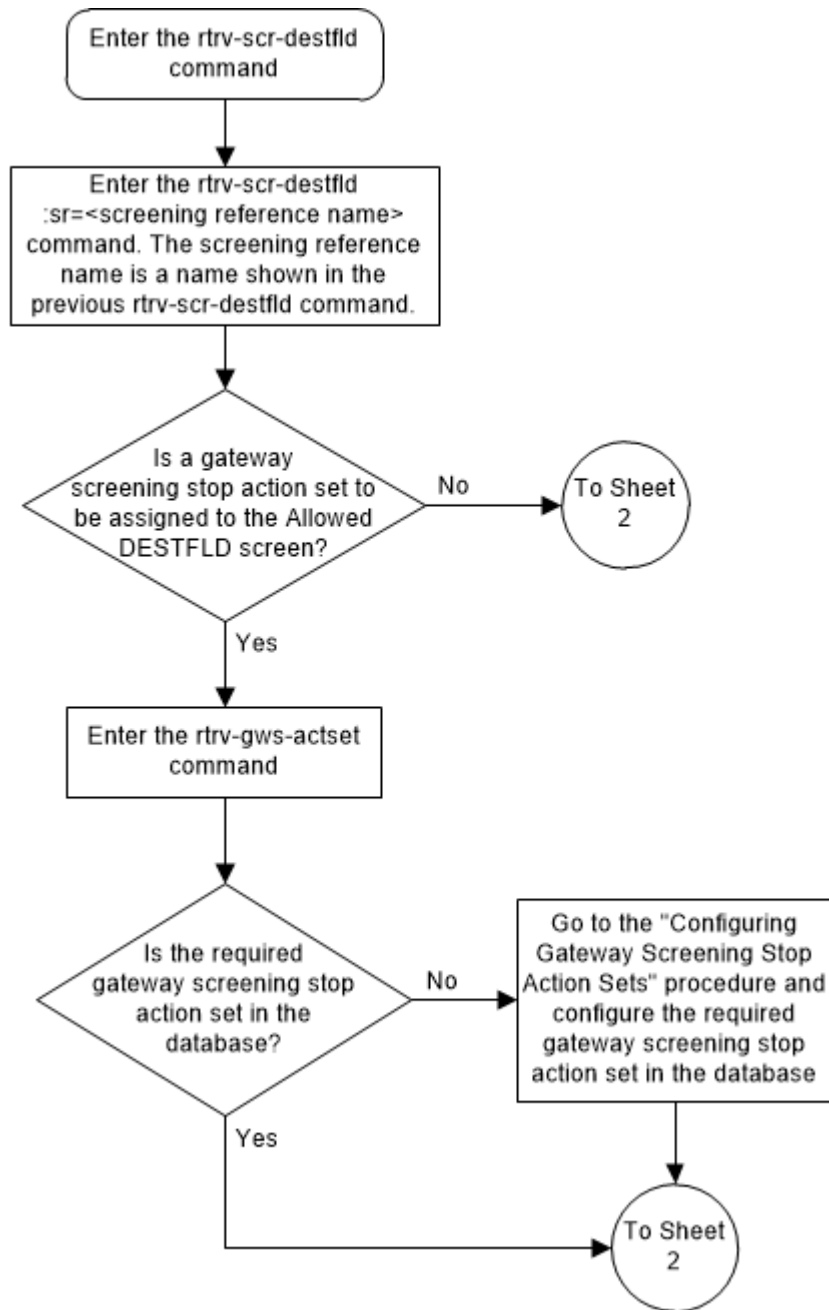 Enter the rtrv-scr-destfld
command
Enter the rtrv-scr-destfld
:sr=<screening reference name>
command. The screening reference
name is a name shown in the
previous rtrv-scr-destfld command.
Is a gateway
screening stop action set to
be assigned to the Allowed
DESTFLD screen?
No
To Sheet
2
Yes
Enter the rtrv-gws-actset
command
Is the required
gateway screening stop
action set in the
database?
No
Go to the "Configuring
Gateway Screening Stop
Action Sets" procedure and
configure the required
gateway screening stop
action set in the database
Yes
To Sheet
2